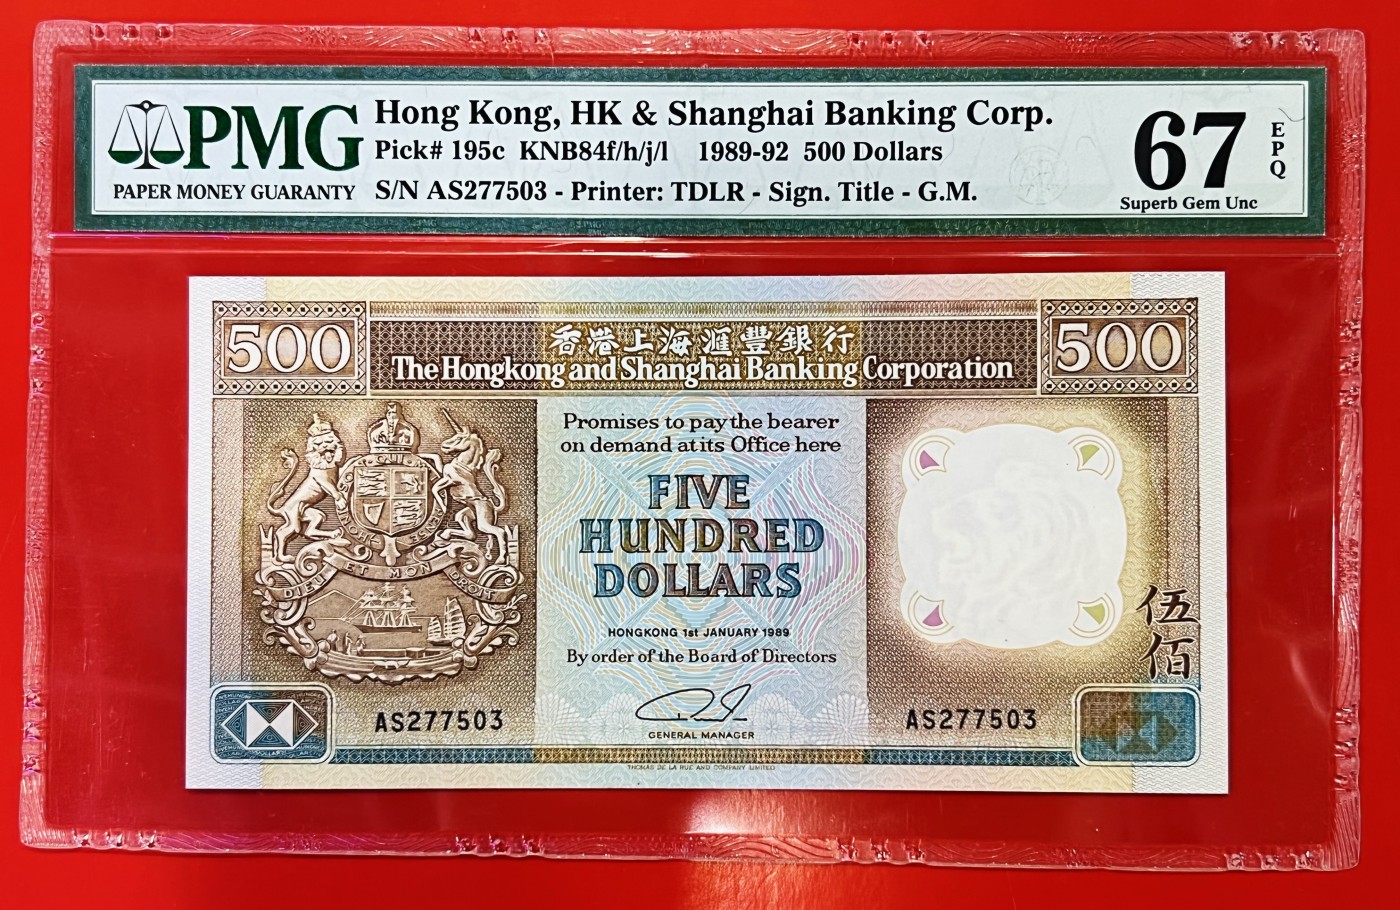 PMG
PAPER MONEY GUARANTY
Hong Kong, HK & Shanghai Banking Corp.
Pick# 195c KNB84f/h/j/l 1989-92 500 Dollars
S/N AS277503 - Printer: TDLR - Sign. Title - G.M.
67
EPQ
Superb Gem Unc
500
香港上海滙豐銀行
The Hongkong and Shanghai Banking Corporation
500
Promises to pay the bearer
on demand at its Office here
FIVE
HUNDRED
DOLLARS
HONGKONG 1st JANUARY 1989
By order of the Board of Directors
GENERAL MANAGER
DIEU ET MON DROIT
伍佰
AS277503
AS277503
THOMAS DE LA RUE AND COMPANY LIMITED